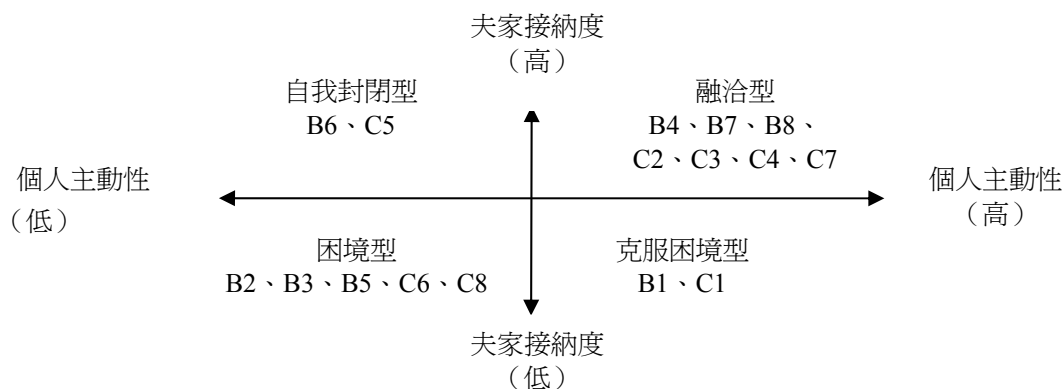 夫家接納度
（高）
自我封閉型
B6、C5
融洽型
B4、B7、B8、
C2、C3、C4、C7
個人主動性
（低）
個人主動性
（高）
困境型
B2、B3、B5、C6、C8
克服困境型
B1、C1
夫家接納度
（低）